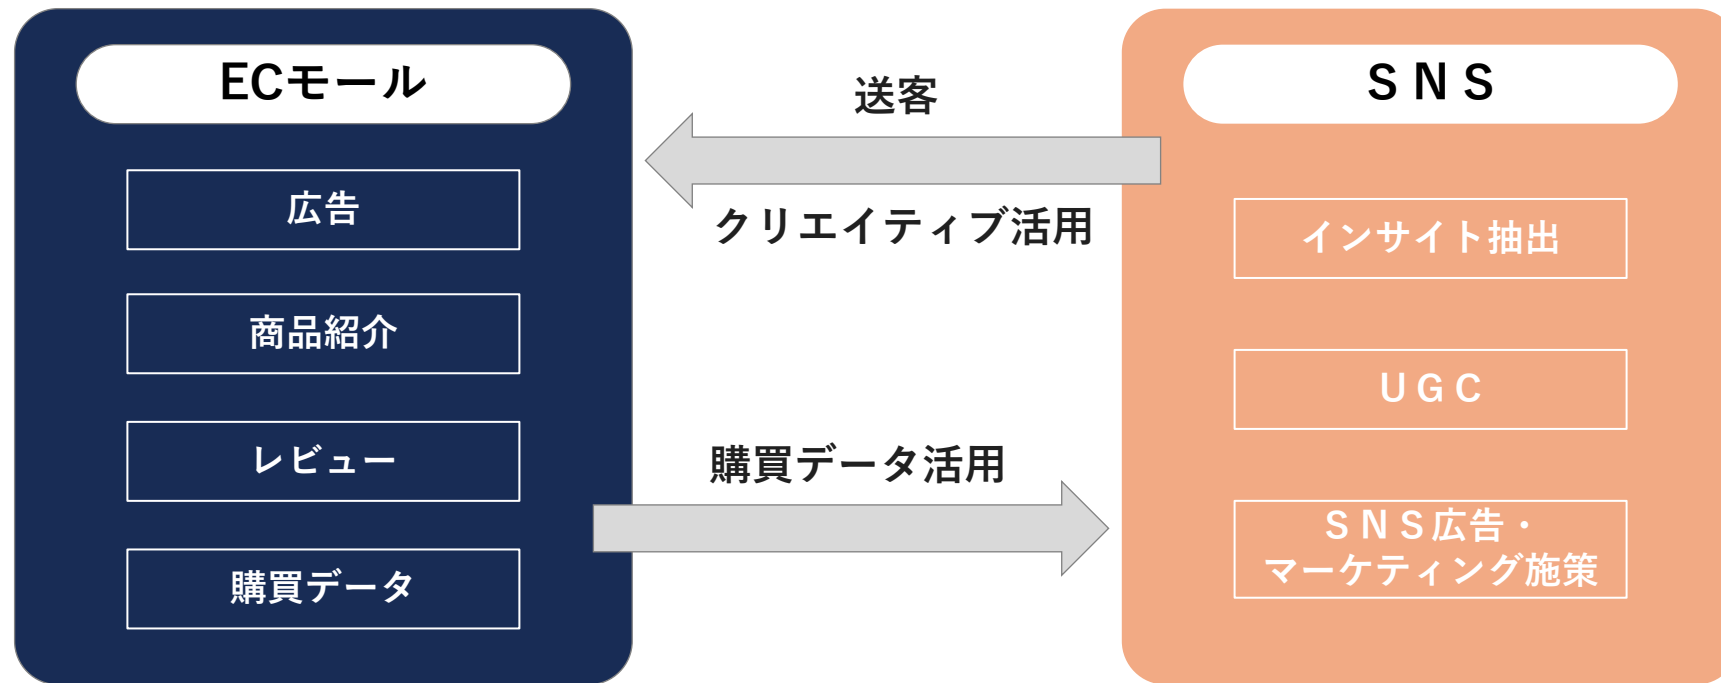 ECモール
広告
商品紹介
レビュー
購買データ
送客
クリエイティブ活用
購買データ活用
ＳＮＳ
インサイト抽出
ＵＧＣ
ＳＮＳ広告・
マーケティング施策